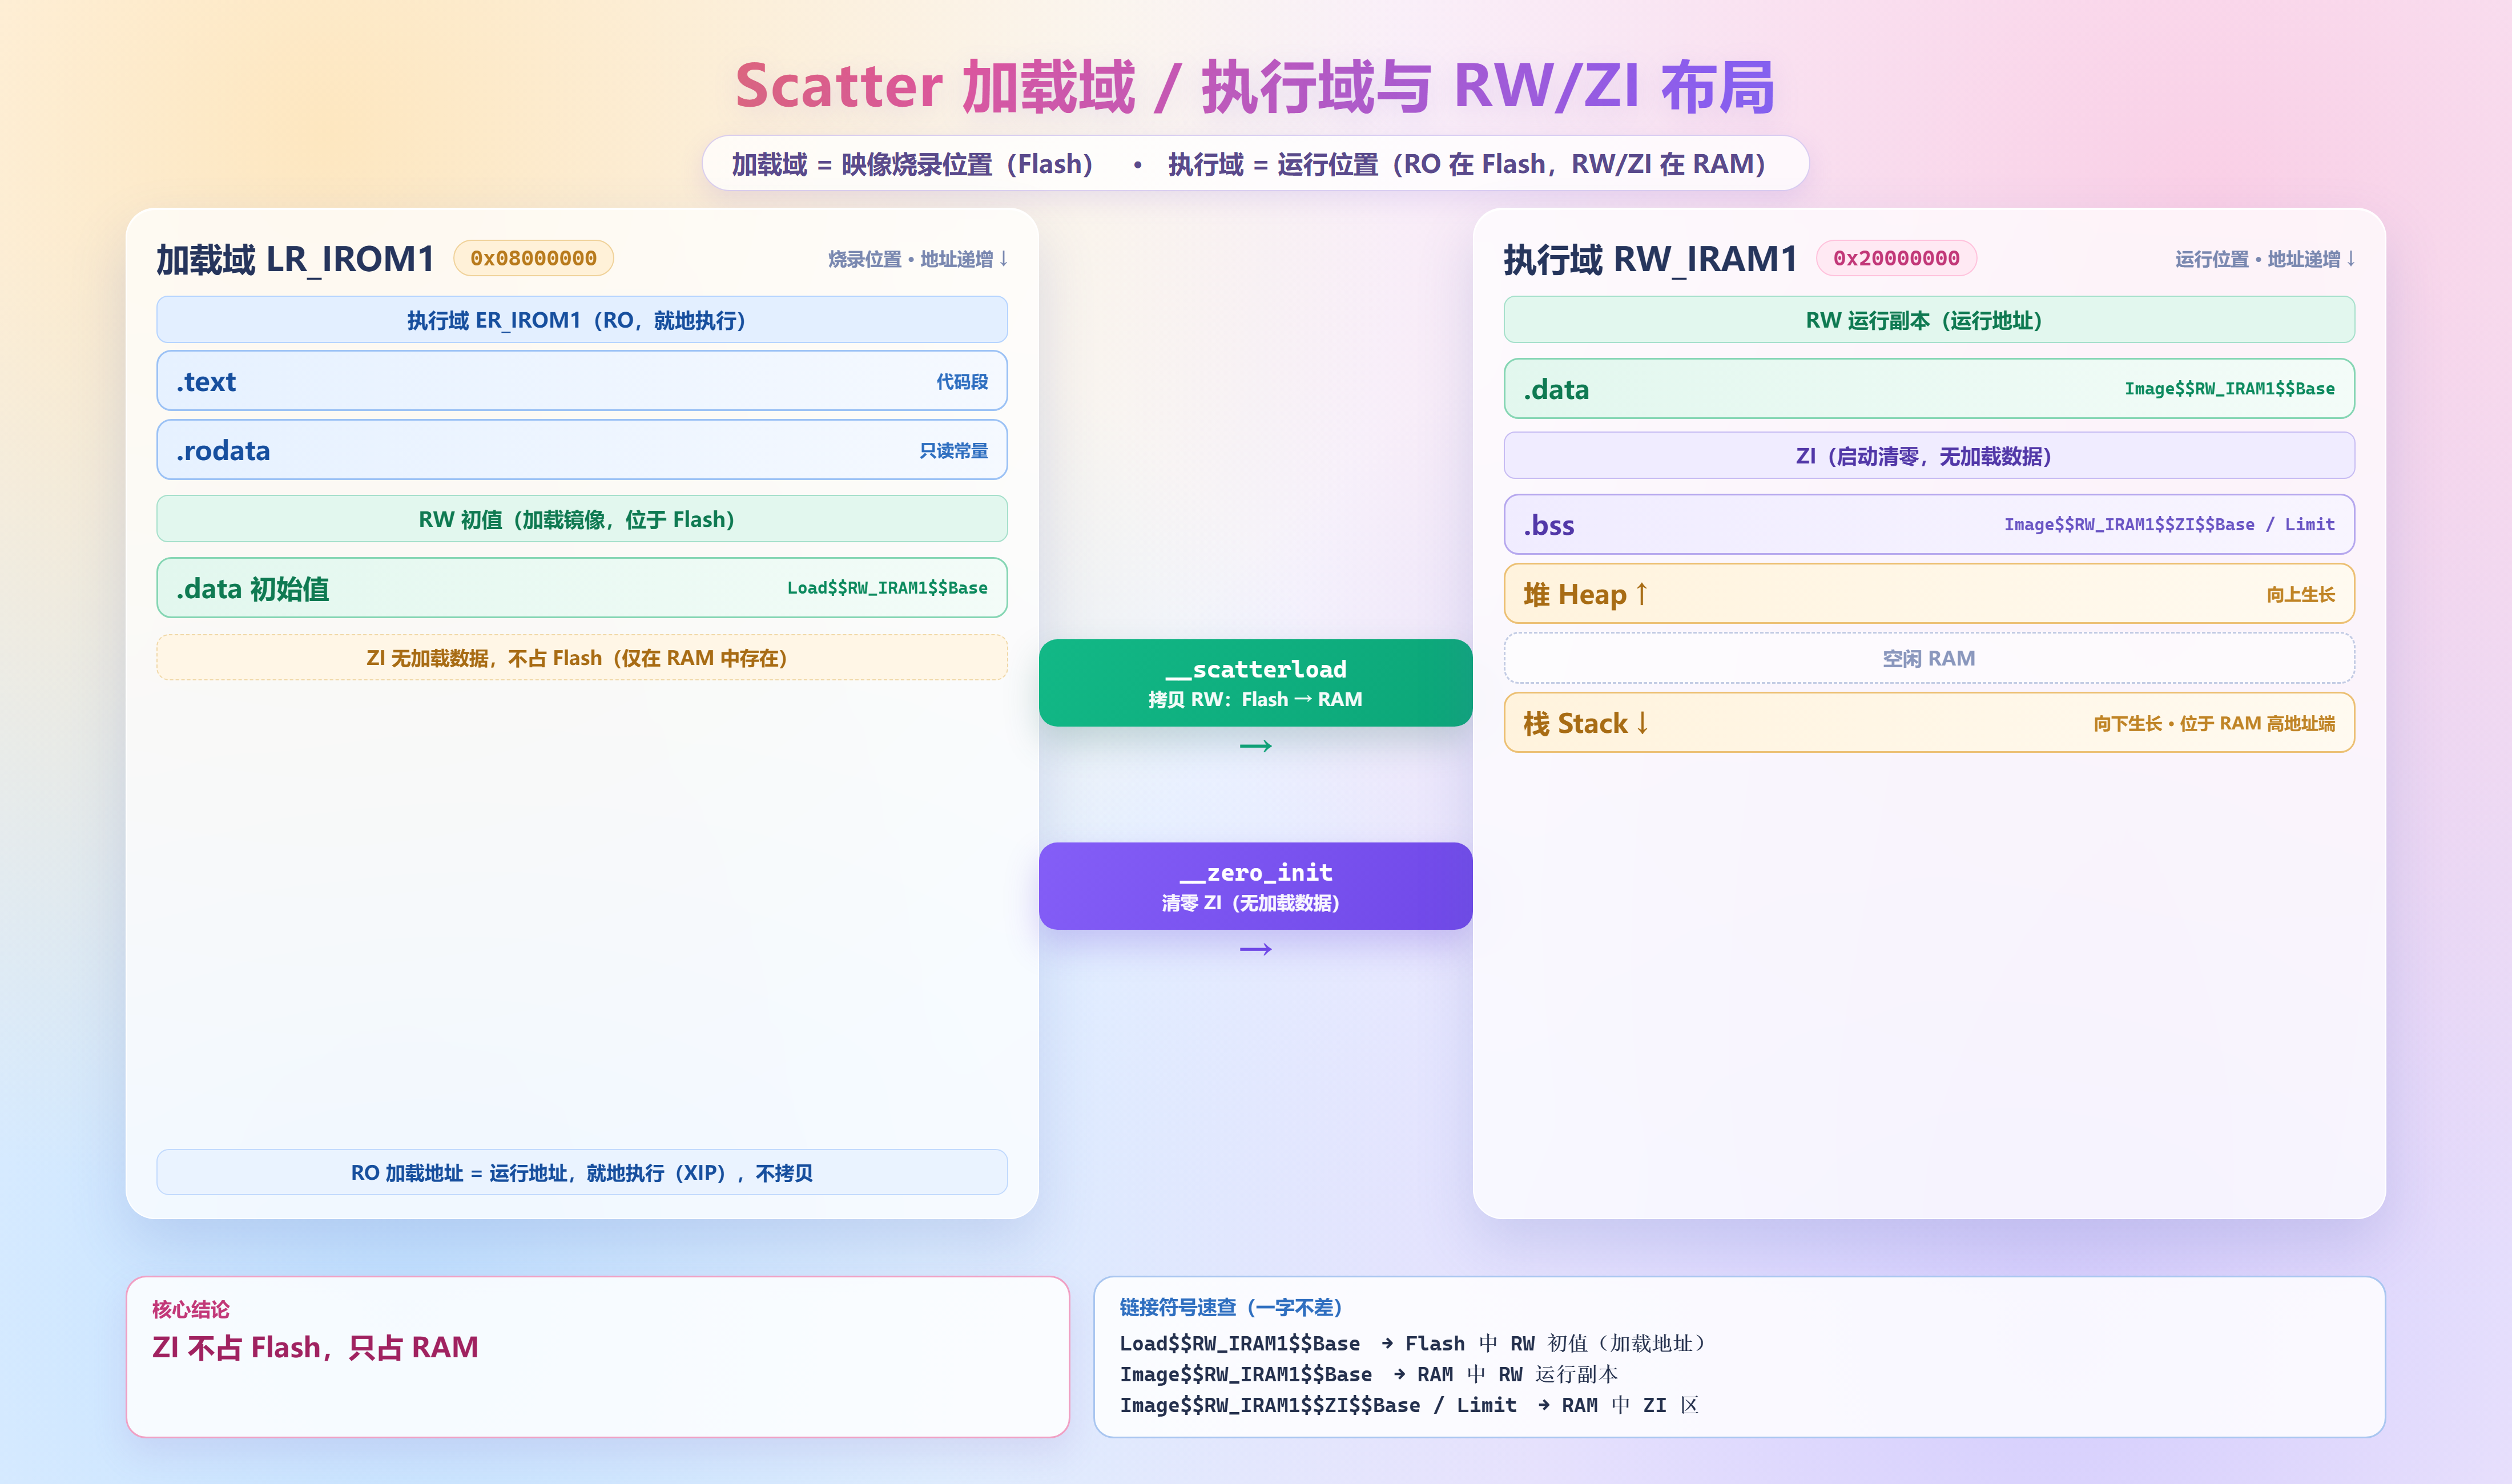 Scatter 加载域 / 执行域与 RW/ZI 布局
加载域 = 映像烧录位置（Flash） • 执行域 = 运行位置（RO 在 Flash，RW/ZI 在 RAM）
加载域 LR_IROM1 0x08000000 烧录位置 • 地址递增 ↓
执行域 ER_IROM1（RO，就地执行）
.text 代码段
.rodata 只读常量
RW 初值（加载镜像，位于 Flash）
.data 初始值 Load$$RW_IRAM1$$Base
ZI 无加载数据，不占 Flash（仅在 RAM 中存在）
RO 加载地址 = 运行地址，就地执行（XIP），不拷贝
__scatterload
拷贝 RW：Flash → RAM
→
__zero_init
清零 ZI（无加载数据）
→
执行域 RW_IRAM1 0x20000000 运行位置 • 地址递增 ↓
RW 运行副本（运行地址）
.data Image$$RW_IRAM1$$Base
ZI（启动清零，无加载数据）
.bss Image$$RW_IRAM1$$ZI$$Base / Limit
堆 Heap ↑ 向上生长
空闲 RAM
栈 Stack ↓ 向下生长 • 位于 RAM 高地址端
核心结论
ZI 不占 Flash，只占 RAM
链接符号速查（一字不差）
Load$$RW_IRAM1$$Base → Flash 中 RW 初值（加载地址）
Image$$RW_IRAM1$$Base → RAM 中 RW 运行副本
Image$$RW_IRAM1$$ZI$$Base / Limit → RAM 中 ZI 区